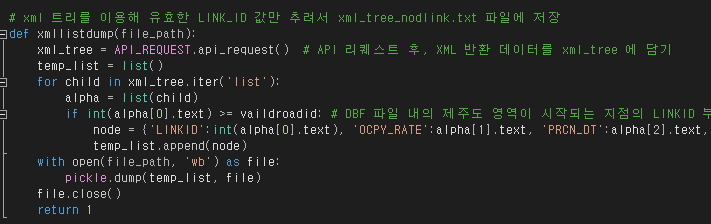 # xml 트리를 이용해 유효한 LINK_ID 값만 추려서 xml_tree_nodlink.txt 파일에 저장
def xmllistdump(file_path):
    xml_tree = API_REQUEST.api_request()  # API 리퀘스트 후, XML 반환 데이터를 xml_tree 에 담기
    temp_list = list()
    for child in xml_tree.iter('list'):
        alpha = list(child)
        if int(alpha[0].text) >= vaildroadid: # DBF 파일 내의 제주도 영역이 시작되는 지점의 LINKID 부
            node = {'LINKID':int(alpha[0].text), 'OCPY_RATE':alpha[1].text, 'PRCN_DT':alpha[2].text,
            temp_list.append(node)
    with open(file_path, 'wb') as file:
        pickle.dump(temp_list, file)
    file.close()
    return 1